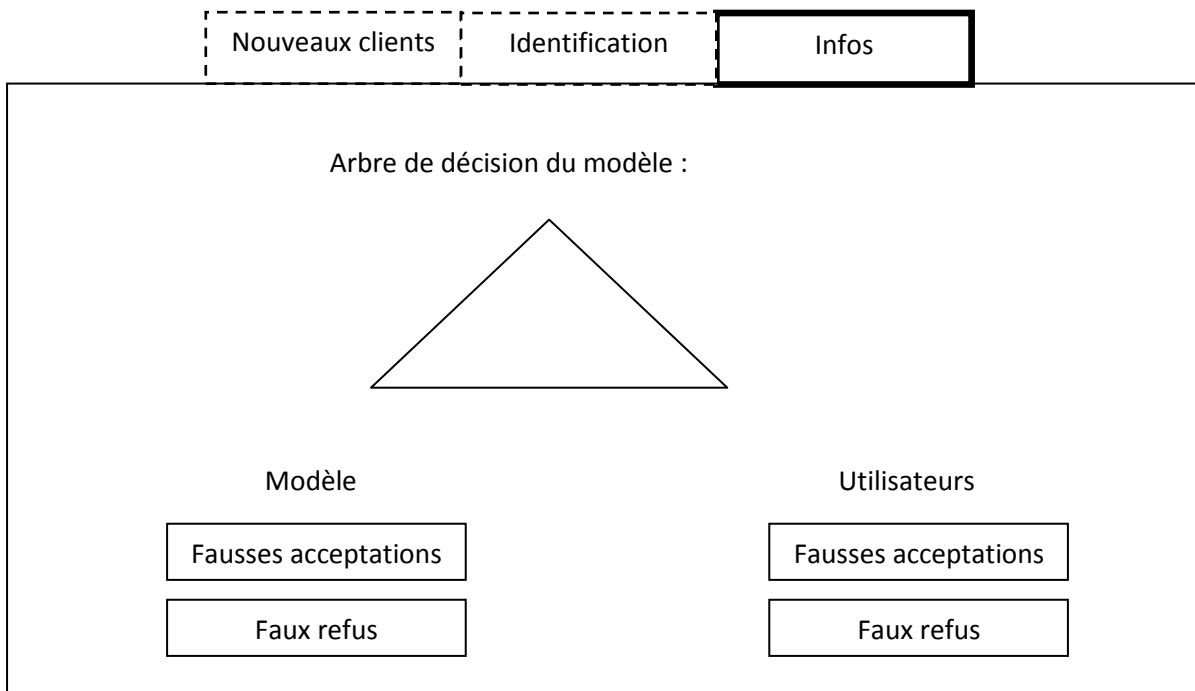 Nouveaux clients
Identification
Infos
Arbre de décision du modèle :
Modèle
Utilisateurs
Fausses acceptations
Fausses acceptations
Faux refus
Faux refus